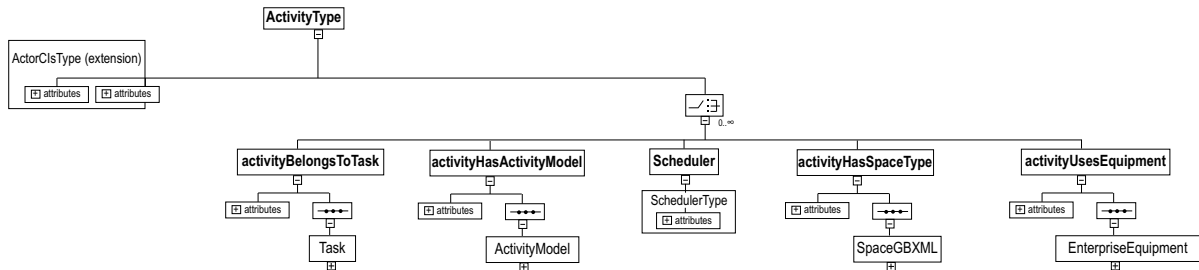 ActivityType
ActorCIsType (extension)
attributes
attributes
0..∞
activityBelongsToTask
activityHasActivityModel
Scheduler
activityHasSpaceType
activityUsesEquipment
attributes
attributes
SchedulerType
attributes
attributes
attributes
Task
ActivityModel
SpaceGBXML
EnterpriseEquipment